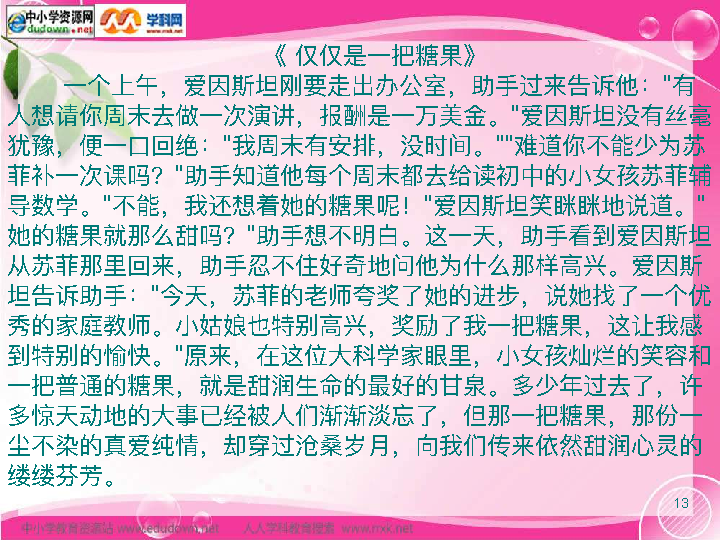 中小学资源网
edudown.net
学科网
www.nxk.net
《 仅仅是一把糖果》
一个上午，爱因斯坦刚要走出办公室，助手过来告诉他："有
人想请你周末去做一次演讲，报酬是一万美金。"爱因斯坦没有丝毫
犹豫，便一口回绝："我周末有安排，没时间。""难道你不能少为苏
菲补一次课吗？"助手知道他每个周末都去给读初中的小女孩苏菲辅
导数学。"不能，我还想着她的糖果呢！"爱因斯坦笑眯眯地说道。"
她的糖果就那么甜吗？"助手想不明白。这一天，助手看到爱因斯坦
从苏菲那里回来，助手忍不住好奇地问他为什么那样高兴。爱因斯
坦告诉助手："今天，苏菲的老师夸奖了她的进步，说她找了一个优
秀的家庭教师。小姑娘也特别高兴，奖励了我一把糖果，这让我感
到特别的愉快。"原来，在这位大科学家眼里，小女孩灿烂的笑容和
一把普通的糖果，就是甜润生命的最好的甘泉。多少年过去了，许
多惊天动地的大事已经被人们渐渐淡忘了，但那一把糖果，那份一
尘不染的真爱纯情，却穿过沧桑岁月，向我们传来依然甜润心灵的
缕缕芬芳。
13
中小学教育资源站 www.edudown.net 人人学科教育搜索 www.nxk.net